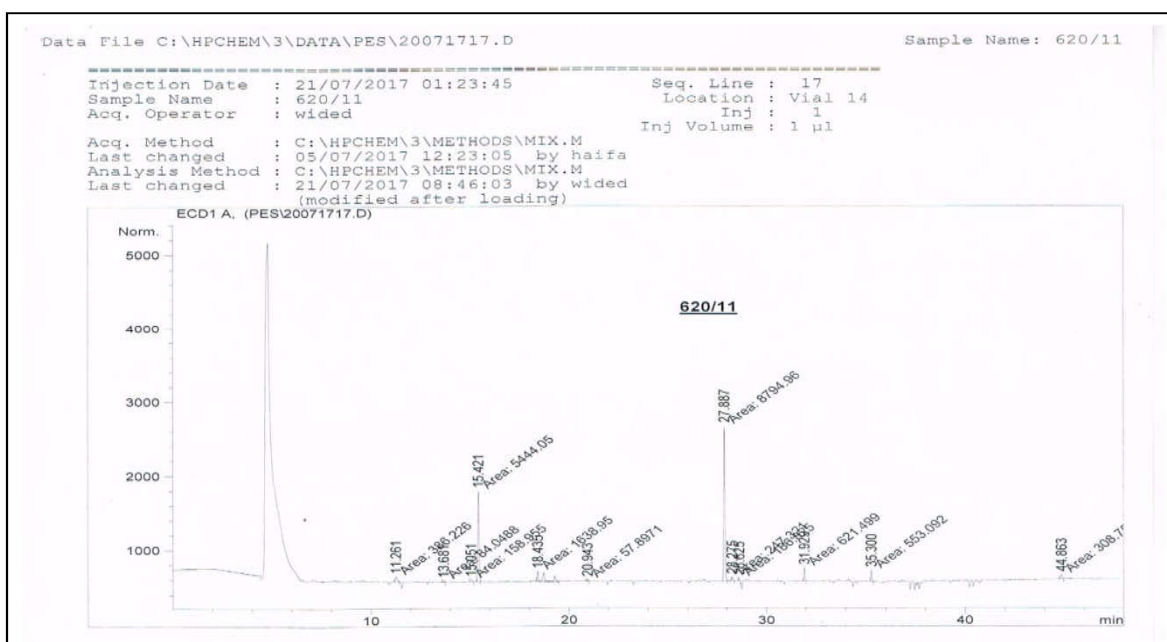 Data File C:\HPCHEM\3\DATA\PES\20071717.D Sample Name: 620/11
Injection Date : 21/07/2017 01:23:45 Seq. Line : 17
Sample Name : 620/11 Location : Vial 14
Acq. Operator : wided Inj : 1
Inj Volume : 1 µl
Acq. Method : C:\HPCHEM\3\METHODS\MIX.M
Last changed : 05/07/2017 12:23:05 by haifa
Analysis Method : C:\HPCHEM\3\METHODS\MIX.M
Last changed : 21/07/2017 08:46:03 by wided
(modified after loading)
ECD1 A, (PES\20071717.D)
Norm.
5000
4000
3000
2000
1000
620/11
11.261
15.051
Area: 158.955
15.421
Area: 5444.05
18.435
Area: 1638.95
20.943
Area: 57.8971
27.887
Area: 8794.96
28.275
Area: 621.499
35.300
Area: 553.092
44.863
10 20 30 40 min